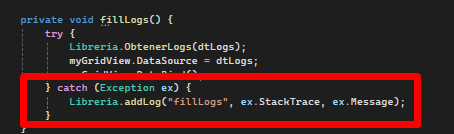 private void fillLogs() {
try {
Libreria.ObtenerLogs(dtLogs);
myGridView.DataSource = dtLogs;
} catch (Exception ex) {
Libreria.addLog("fillLogs", ex.StackTrace, ex.Message);
}
}